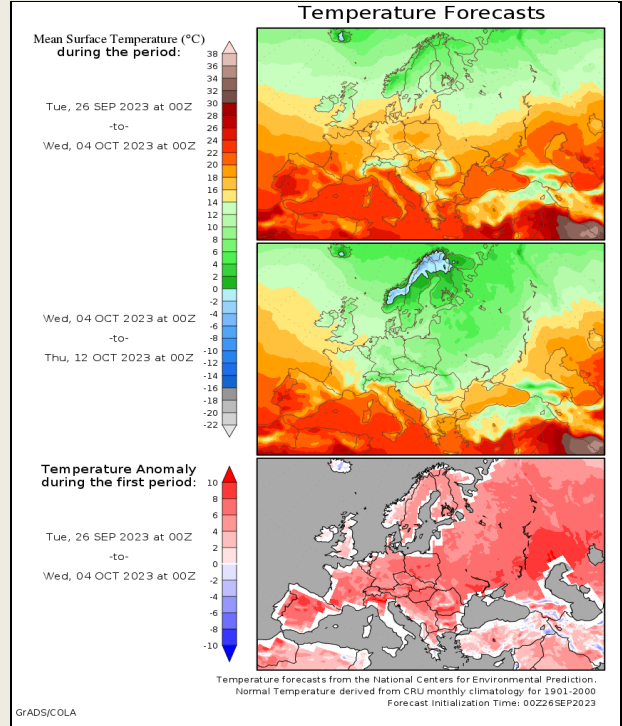 Temperature Forecasts
Mean Surface Temperature (°C)
during the period:
Tue, 26 SEP 2023 at 00Z
-to-
Wed, 04 OCT 2023 at 00Z
38
36
34
32
30
28
26
24
22
20
18
16
14
12
10
8
6
4
2
0
-2
-4
-6
-8
-10
-12
-14
-16
-18
-20
-22
Wed, 04 OCT 2023 at 00Z
-to-
Thu, 12 OCT 2023 at 00Z
Temperature Anomaly
during the first period:
Tue, 26 SEP 2023 at 00Z
-to-
Wed, 04 OCT 2023 at 00Z
10
8
6
4
2
0
-2
-4
-6
-8
-10
Temperature forecasts from the National Centers for Environmental Prediction.
Normal Temperature derived from CRU monthly climatology for 1901-2000
Forecast Initialization Time: 00Z26SEP2023
GrADS/COLA